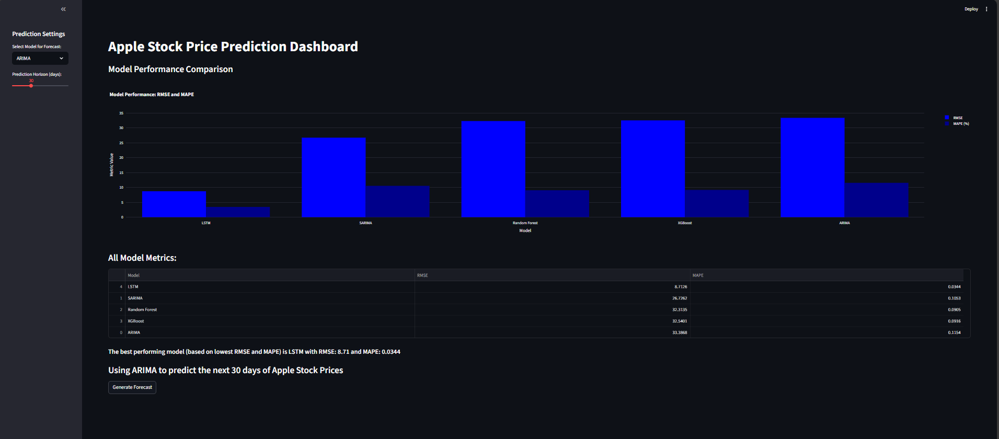 Deploy
Prediction Settings
Select Model for Forecast:
ARIMA
Prediction Horizon (days):
30
Apple Stock Price Prediction Dashboard
Model Performance Comparison
Model Performance: RMSE and MAPE
35
30
25
20
15
10
5
0
Metric Value
RMSE
MAPE (%)
LSTM SARIMA Random Forest XGBoost ARIMA
Model
All Model Metrics:
Model RMSE MAPE
4 LSTM 8.7126 0.0344
1 SARIMA 26.7262 0.1053
2 Random Forest 32.3135 0.0905
3 XGBoost 32.5401 0.0916
0 ARIMA 33.3868 0.1154
The best performing model (based on lowest RMSE and MAPE) is LSTM with RMSE: 8.71 and MAPE: 0.0344
Using ARIMA to predict the next 30 days of Apple Stock Prices
Generate Forecast